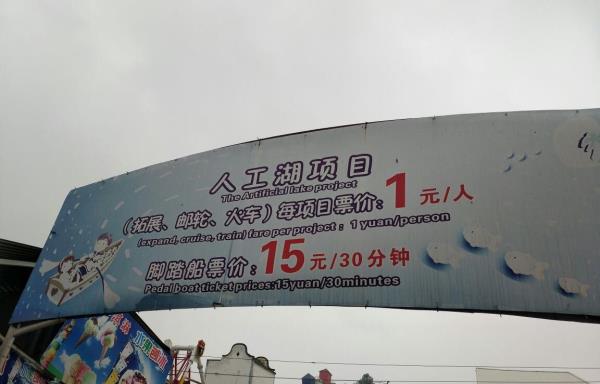 人工湖项目
The Artificial lake project
（拓展、邮轮、火车）每项目票价：1元/人
(expand, cruise, train) fare per project：1 yuan/person
脚踏船票价：15元/30分钟
Pedal boat ticket prices:15yuan/30minutes